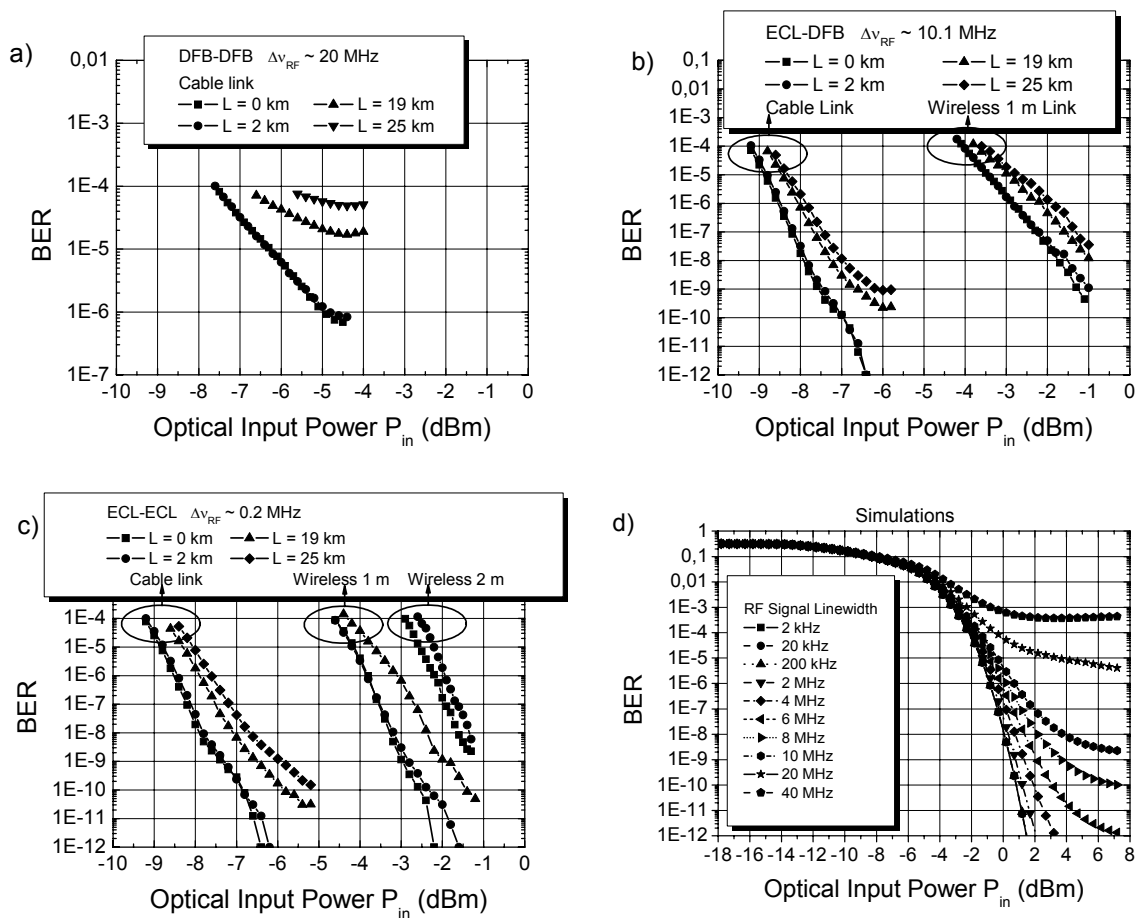 a)
DFB-DFB Δν_RF ~ 20 MHz
Cable link
L = 0 km L = 19 km
L = 2 km L = 25 km
0,01
1E-3
1E-4
1E-5
1E-6
1E-7
BER
-10 -9 -8 -7 -6 -5 -4 -3 -2 -1 0
Optical Input Power P_in (dBm)
b)
ECL-DFB Δν_RF ~ 10.1 MHz
L = 0 km L = 19 km
L = 2 km L = 25 km
Cable Link Wireless 1 m Link
0,1
0,01
1E-3
1E-4
1E-5
1E-6
1E-7
1E-8
1E-9
1E-10
1E-11
1E-12
BER
-10 -9 -8 -7 -6 -5 -4 -3 -2 -1 0
Optical Input Power P_in (dBm)
c)
ECL-ECL Δν_RF ~ 0.2 MHz
L = 0 km L = 19 km
L = 2 km L = 25 km
Cable link Wireless 1 m Wireless 2 m
0,1
0,01
1E-3
1E-4
1E-5
1E-6
1E-7
1E-8
1E-9
1E-10
1E-11
1E-12
BER
-10 -9 -8 -7 -6 -5 -4 -3 -2 -1 0
Optical Input Power P_in (dBm)
d)
Simulations
1
0,1
0,01
1E-3
1E-4
1E-5
1E-6
1E-7
1E-8
1E-9
1E-10
1E-11
1E-12
BER
RF Signal Linewidth
2 kHz
20 kHz
200 kHz
2 MHz
4 MHz
6 MHz
8 MHz
10 MHz
20 MHz
40 MHz
-18 -16 -14 -12 -10 -8 -6 -4 -2 0 2 4 6 8
Optical Input Power P_in (dBm)